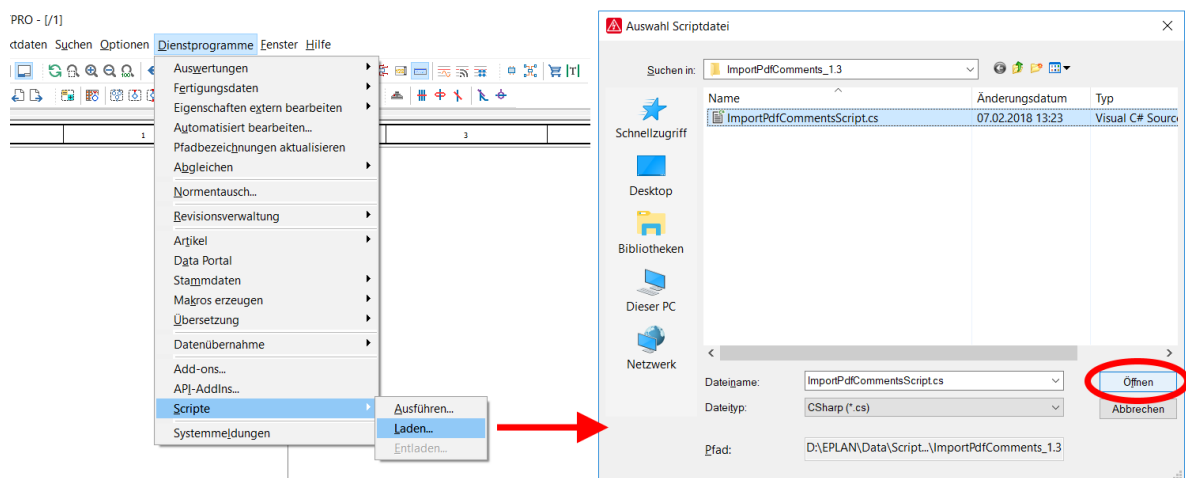 PRO - [/1]
ctdaten Suchen Optionen Dienstprogramme Fenster Hilfe
Auswertungen
Fertigungsdaten
Eigenschaften extern bearbeiten
Automatisiert bearbeiten...
Pfadbezeichnungen aktualisieren
Abgleichen
Normentausch...
Revisionsverwaltung
Artikel
Data Portal
Stammdaten
Makros erzeugen
Übersetzung
Datenübernahme
Add-ons...
API-AddIns...
Scripte
Systemmeldungen
Ausführen...
Laden...
Entladen...
1
3
Auswahl Scriptdatei
Suchen in: ImportPdfComments_1.3
Name Änderungsdatum Typ
ImportPdfCommentsScript.cs 07.02.2018 13:23 Visual C# Source
Schnellzugriff
Desktop
Bibliotheken
Dieser PC
Netzwerk
Dateiname: ImportPdfCommentsScript.cs Öffnen
Dateityp: CSharp (*.cs) Abbrechen
Pfad: D:\EPLAN\Data\Script...\ImportPdfComments_1.3